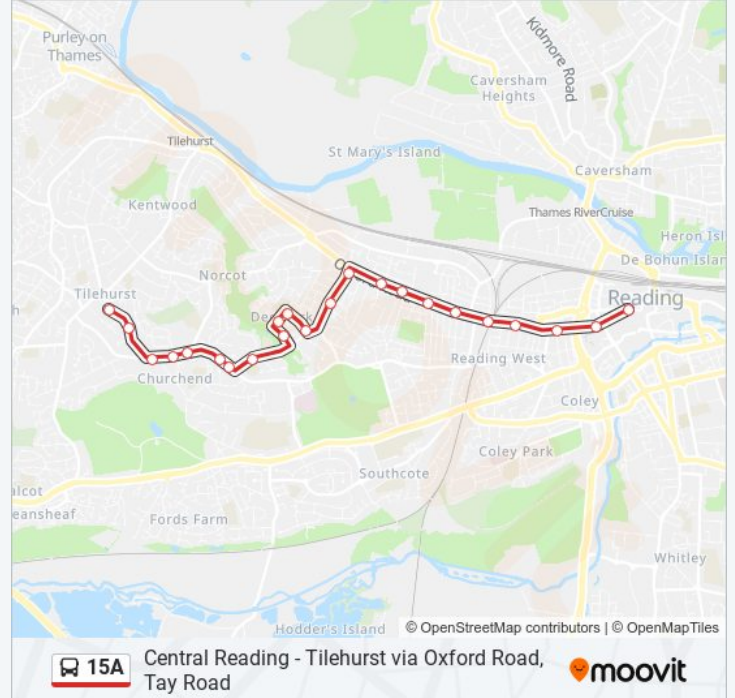 Purley on
Thames
Kidmore Road
Caversham
Heights
Tilehurst
St Mary's Island
Caversham
Kentwood
Thames RiverCruise
Heron Isl
De Bohun Islan
Norcot
Tilehurst
Reading
h
Churchend
Reading West
Coley
Coley Park
Southcote
alcot
eansheaf
Fords Farm
Whitley
Hodder's Island
© OpenStreetMap contributors | © OpenMapTiles
15A
Central Reading - Tilehurst via Oxford Road,
Tay Road
moovit